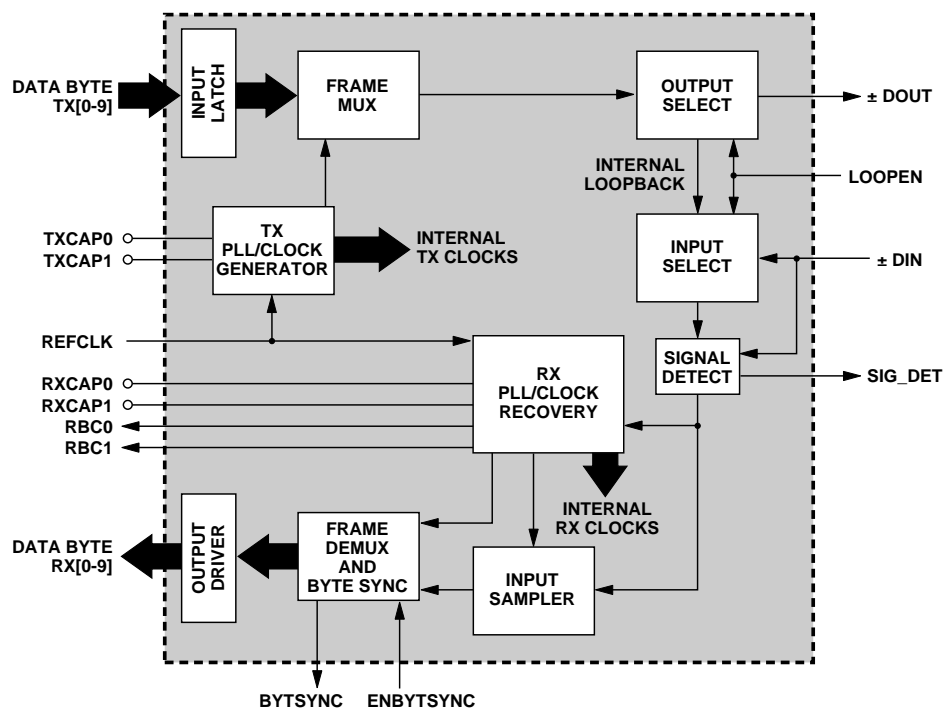 DATA BYTE
TX[0-9]
INPUT
LATCH
FRAME
MUX
OUTPUT
SELECT
± DOUT
INTERNAL
LOOPBACK
LOOPEN
TXCAP0
TXCAP1
TX
PLL/CLOCK
GENERATOR
INTERNAL
TX CLOCKS
INPUT
SELECT
± DIN
REFCLK
SIGNAL
DETECT
SIG_DET
RXCAP0
RXCAP1
RBC0
RBC1
RX
PLL/CLOCK
RECOVERY
INTERNAL
RX CLOCKS
DATA BYTE
RX[0-9]
OUTPUT
DRIVER
FRAME
DEMUX
AND
BYTE SYNC
INPUT
SAMPLER
BYTSYNC
ENBYTSYNC